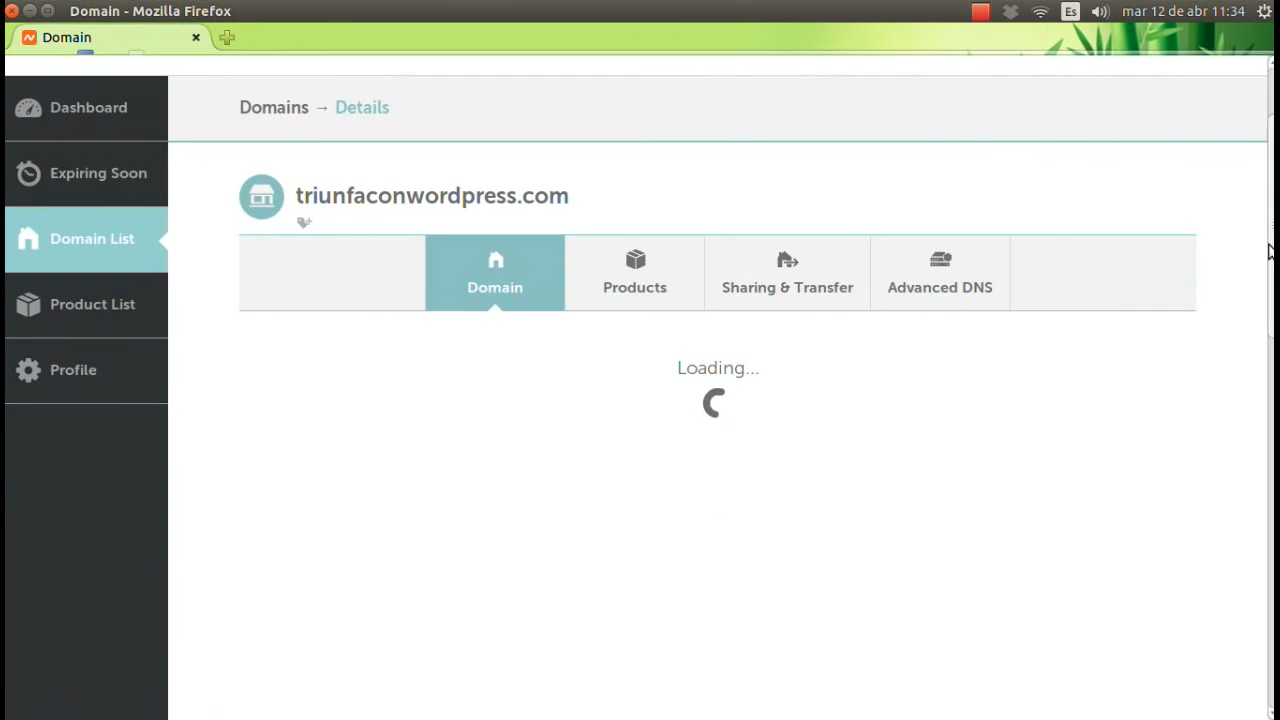 Domain - Mozilla Firefox
Es
mar 12 de abr 11:34
Domain
Dashboard
Expiring Soon
Domain List
Product List
Profile
Domains → Details
triunfaconwordpress.com
Domain
Products
Sharing & Transfer
Advanced DNS
Loading...